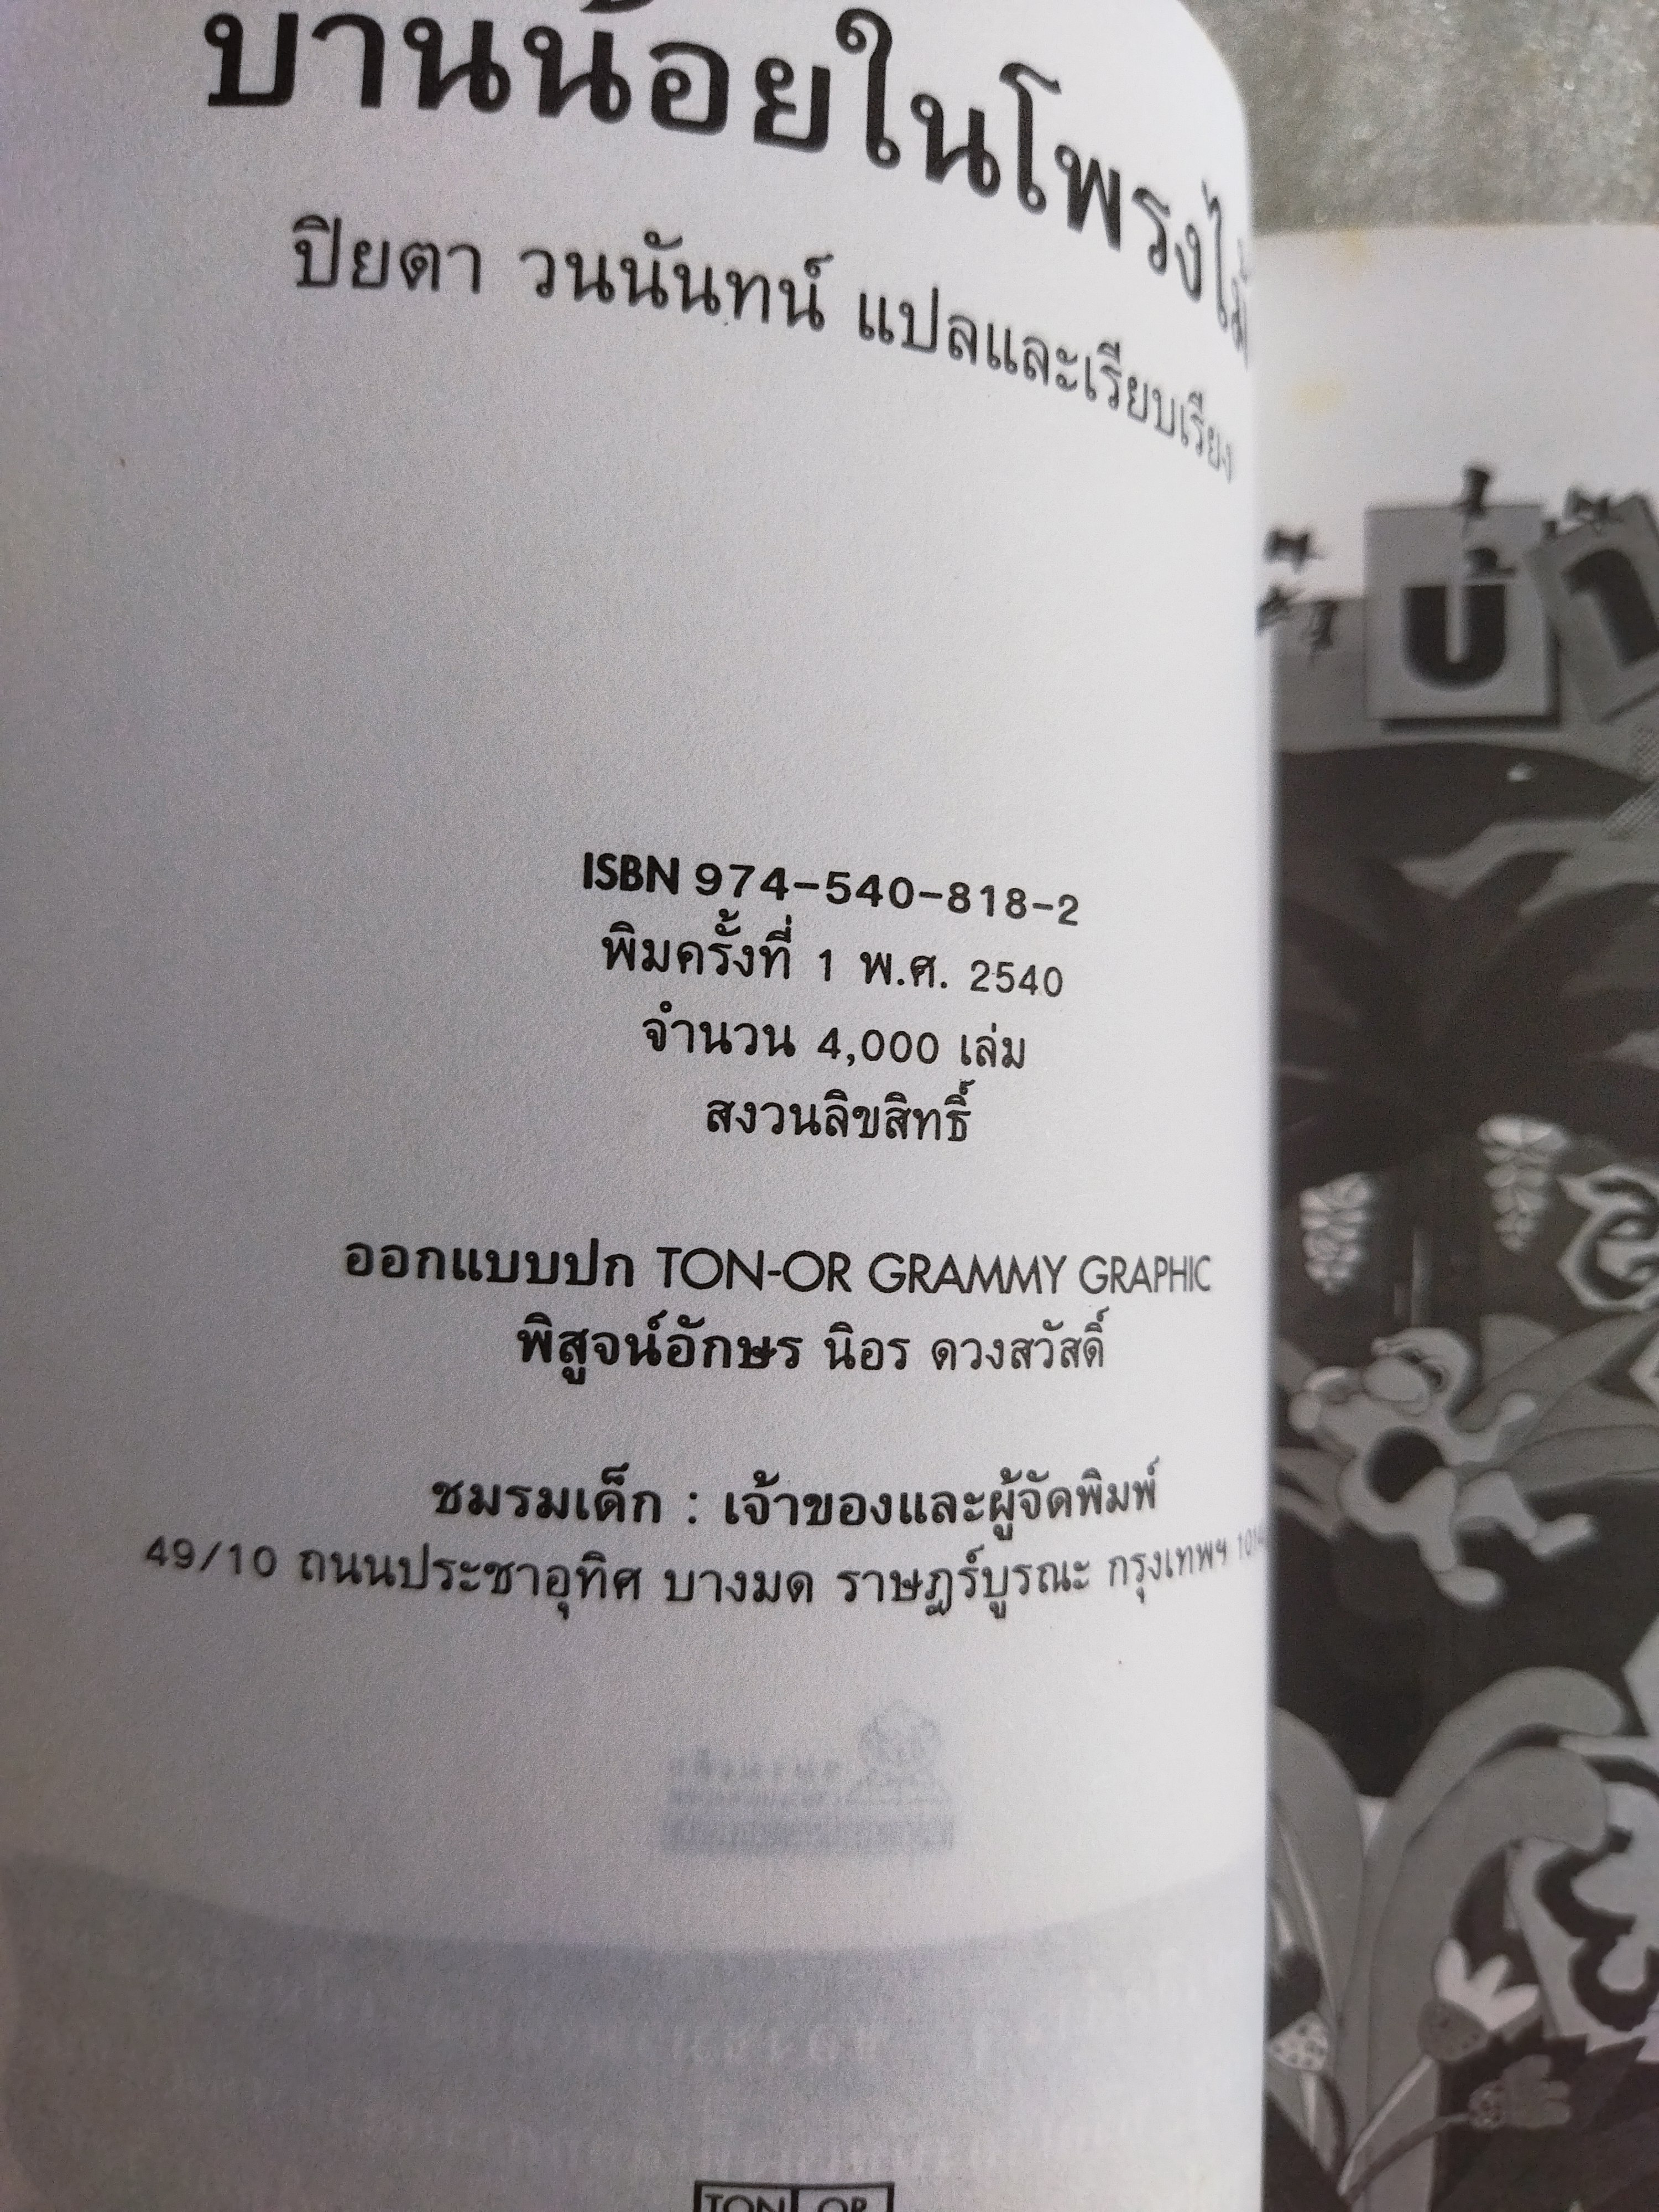 บ้านน้อยในโพรงไม้
ปิยตา วนนันทน์ แปลและเรียบเรียง
ISBN 974-540-818-2
พิมครั้งที่ 1 พ.ศ. 2540
จำนวน 4,000 เล่ม
สงวนลิขสิทธิ์
ออกแบบปก TON-OR GRAMMY GRAPHIC
พิสูจน์อักษร นิอร ดวงสวัสดิ์
ชมรมเด็ก : เจ้าของและผู้จัดพิมพ์
49/10 ถนนประชาอุทิศ บางมด ราษฎร์บูรณะ กรุงเทพฯ
TON OR